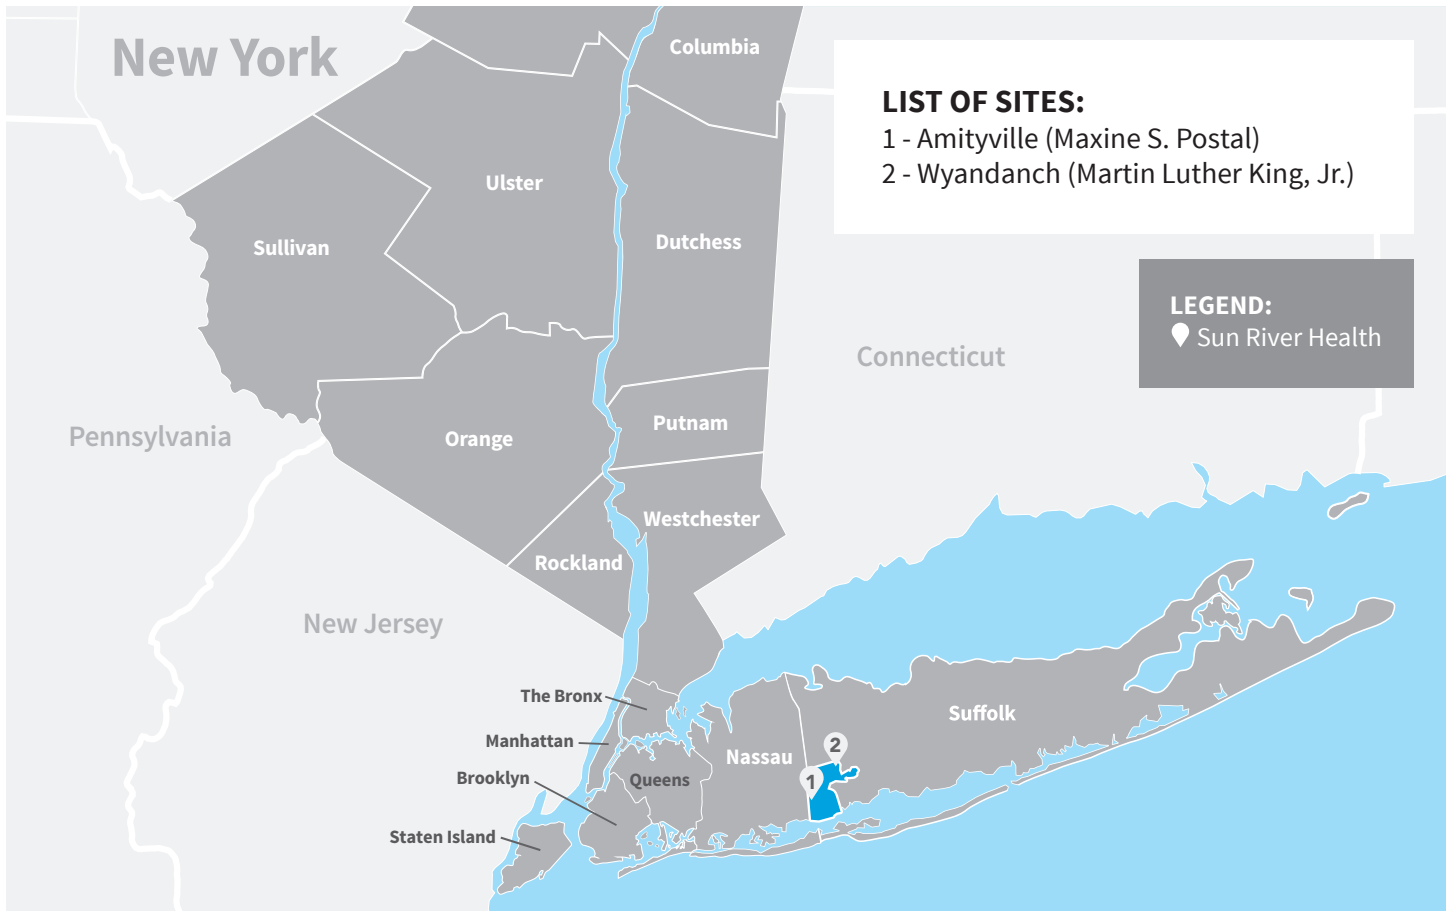 New York
Columbia
LIST OF SITES:
1 - Amityville (Maxine S. Postal)
2 - Wyandanch (Martin Luther King, Jr.)
Ulster
Sullivan
Dutchess
LEGEND:
Sun River Health
Connecticut
Pennsylvania
Orange
Putnam
Westchester
Rockland
New Jersey
The Bronx
Manhattan
Brooklyn
Staten Island
Queens
Nassau
Suffolk
2
1